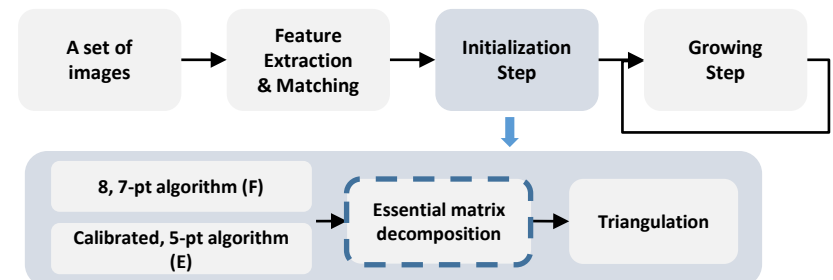 A set of
images
Feature
Extraction
& Matching
Initialization
Step
Growing
Step
8, 7-pt algorithm (F)
Calibrated, 5-pt algorithm
(E)
Essential matrix
decomposition
Triangulation